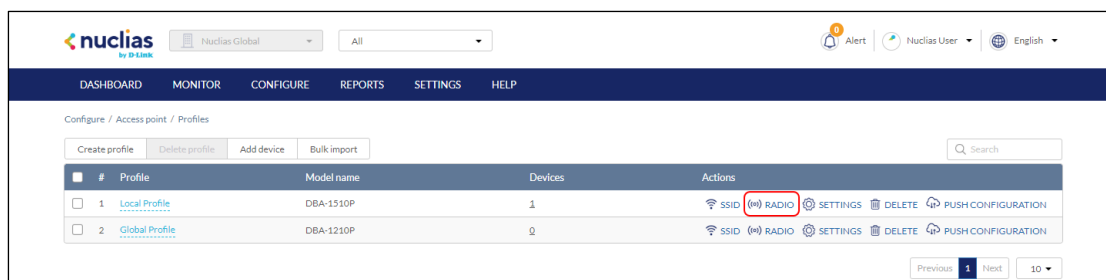 nuclias
by D-Link
Nuclias Global
All
0
Alert
Nuclias User
English
DASHBOARD MONITOR CONFIGURE REPORTS SETTINGS HELP
Configure / Access point / Profiles
Create profile Delete profile Add device Bulk import
Search
# Profile Model name Devices Actions
1 Local Profile DBA-1510P 1 SSID RADIO SETTINGS DELETE PUSH CONFIGURATION
2 Global Profile DBA-1210P 0 SSID RADIO SETTINGS DELETE PUSH CONFIGURATION
Previous 1 Next 10